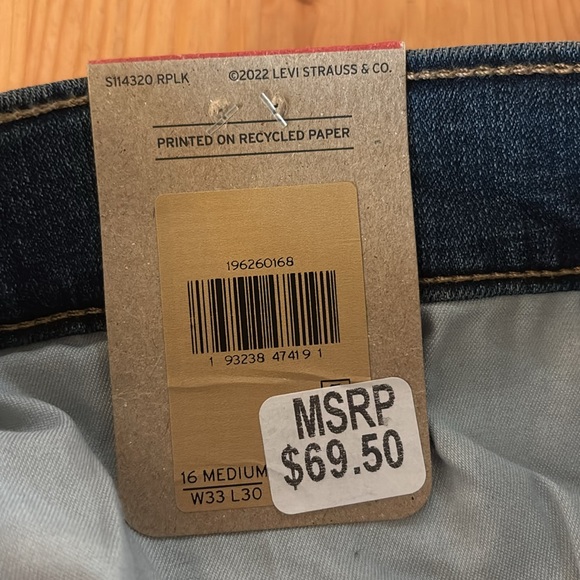 S114320 RPLK ©2022 LEVI STRAUSS & CO.
PRINTED ON RECYCLED PAPER
196260168
1 93238 47419 1
MSRP
$69.50
16 MEDIUM
W33 L30